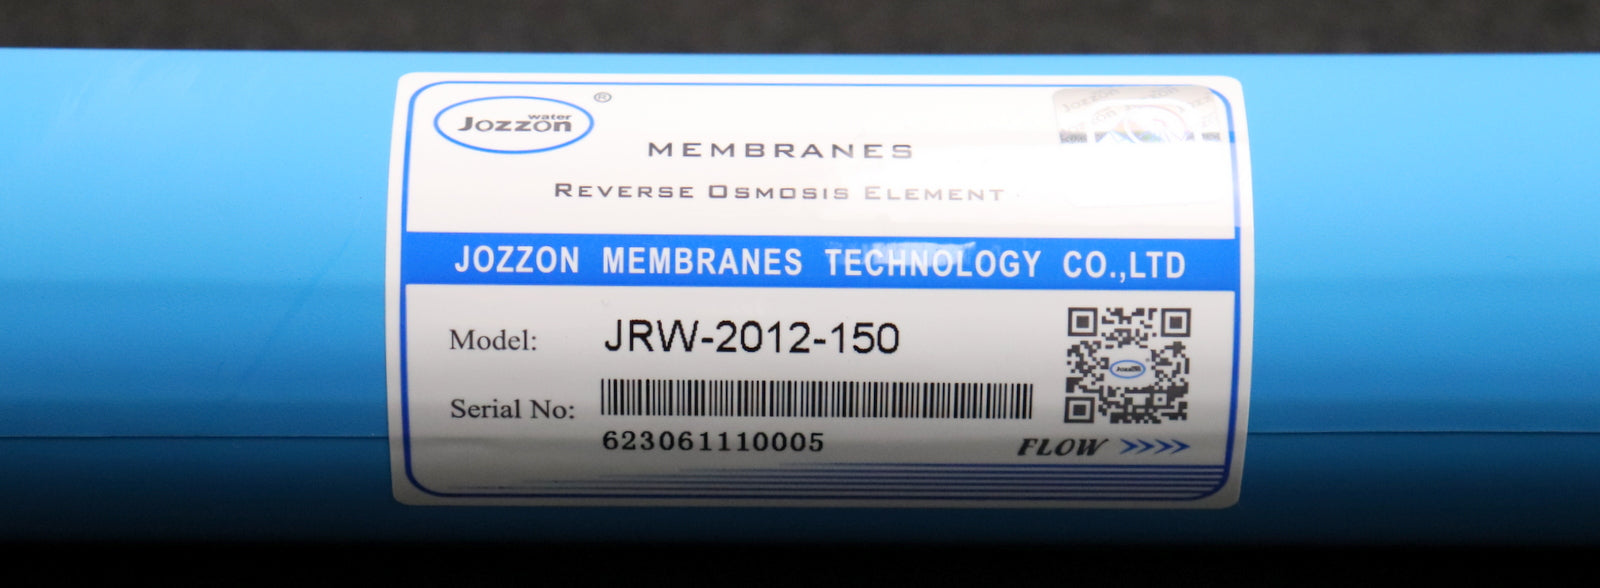 Jozzon water ®
MEMBRANES
REVERSE OSMOSIS ELEMENT
JOZZON MEMBRANES TECHNOLOGY CO.,LTD
Model: JRW-2012-150
Serial No:
623061110005
FLOW >>>>